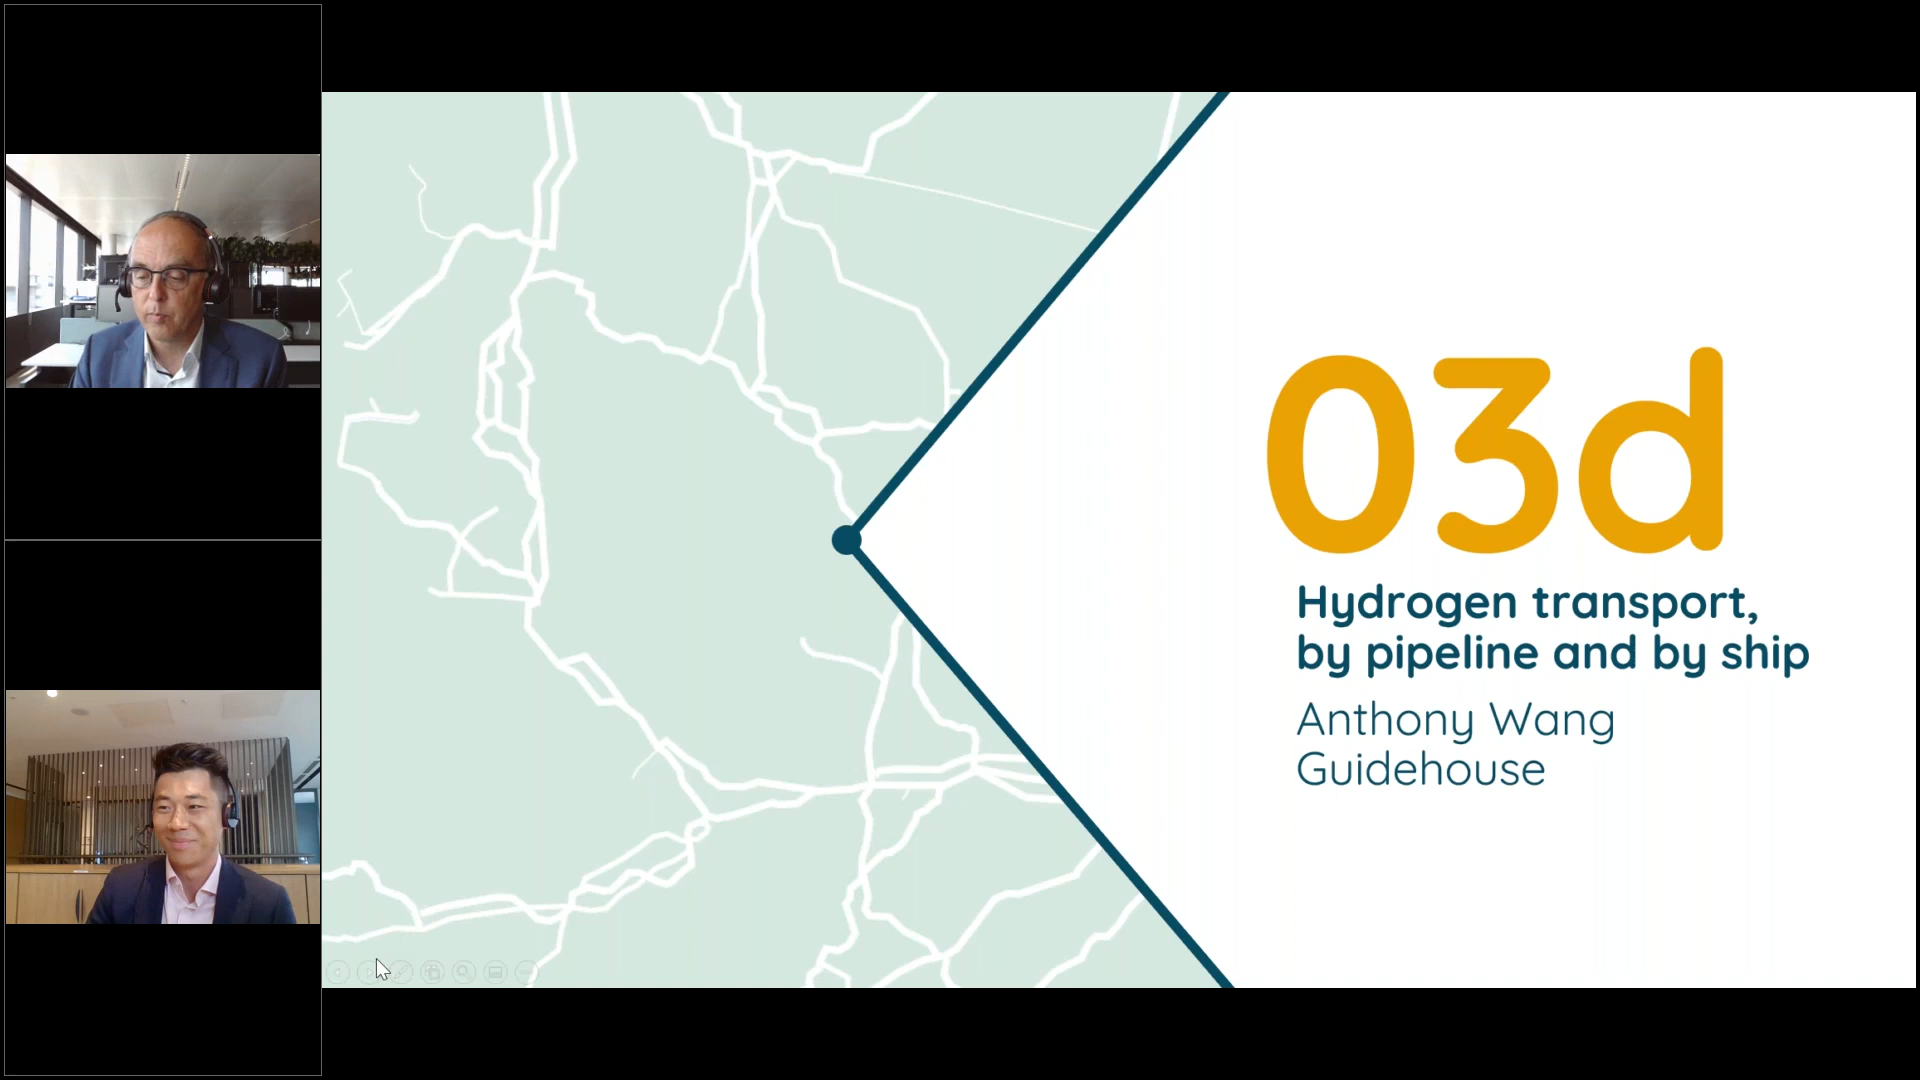 03d
Hydrogen transport,
by pipeline and by ship
Anthony Wang
Guidehouse